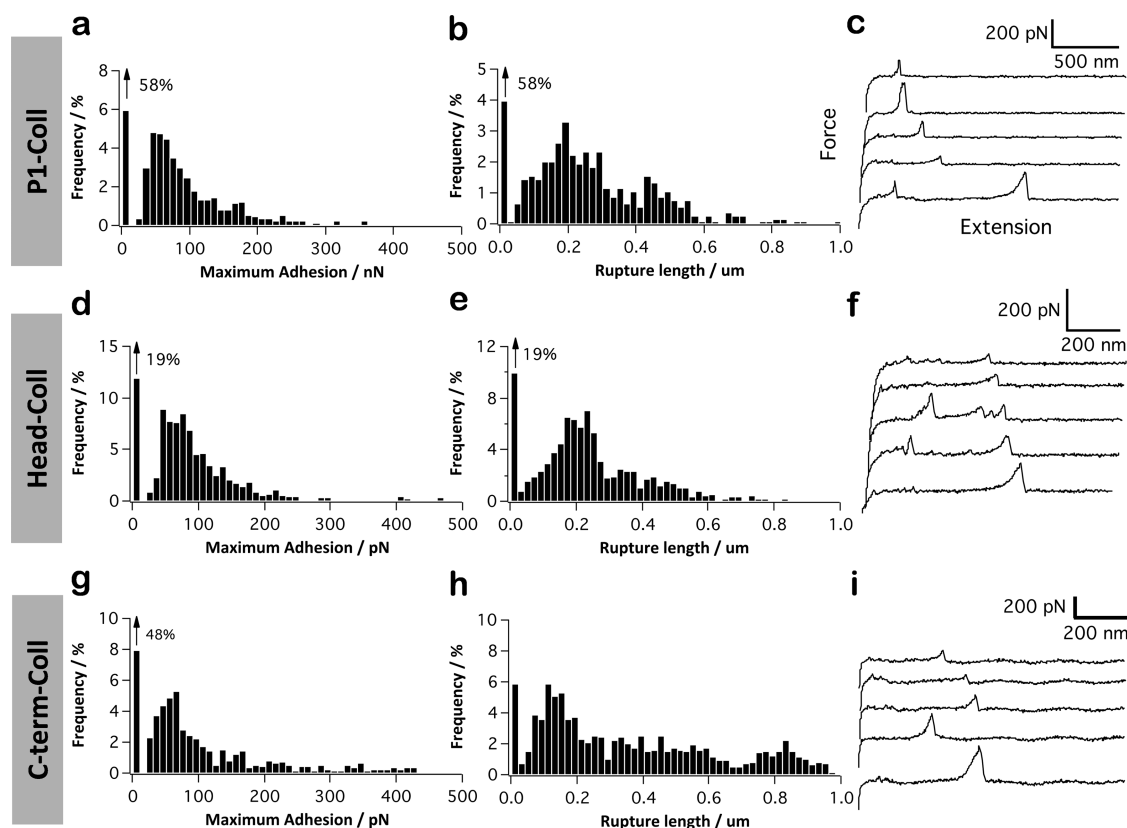 a
b
c
P1-Coll
8
6
4
2
0
58%
Frequency / %
0 100 200 300 400 500
Maximum Adhesion / nN
5
4
3
2
1
0
58%
Frequency / %
0.0 0.2 0.4 0.6 0.8 1.0
Rupture length / um
200 pN
500 nm
Force
Extension
d
e
f
Head-Coll
15
10
5
0
19%
Frequency / %
0 100 200 300 400 500
Maximum Adhesion / pN
12
8
4
0
19%
Frequency / %
0.0 0.2 0.4 0.6 0.8 1.0
Rupture length / um
200 pN
200 nm
g
h
i
C-term-Coll
10
8
6
4
2
0
48%
Frequency / %
0 100 200 300 400 500
Maximum Adhesion / pN
10
8
6
4
2
0
Frequency / %
0.0 0.2 0.4 0.6 0.8 1.0
Rupture length / um
200 pN
200 nm